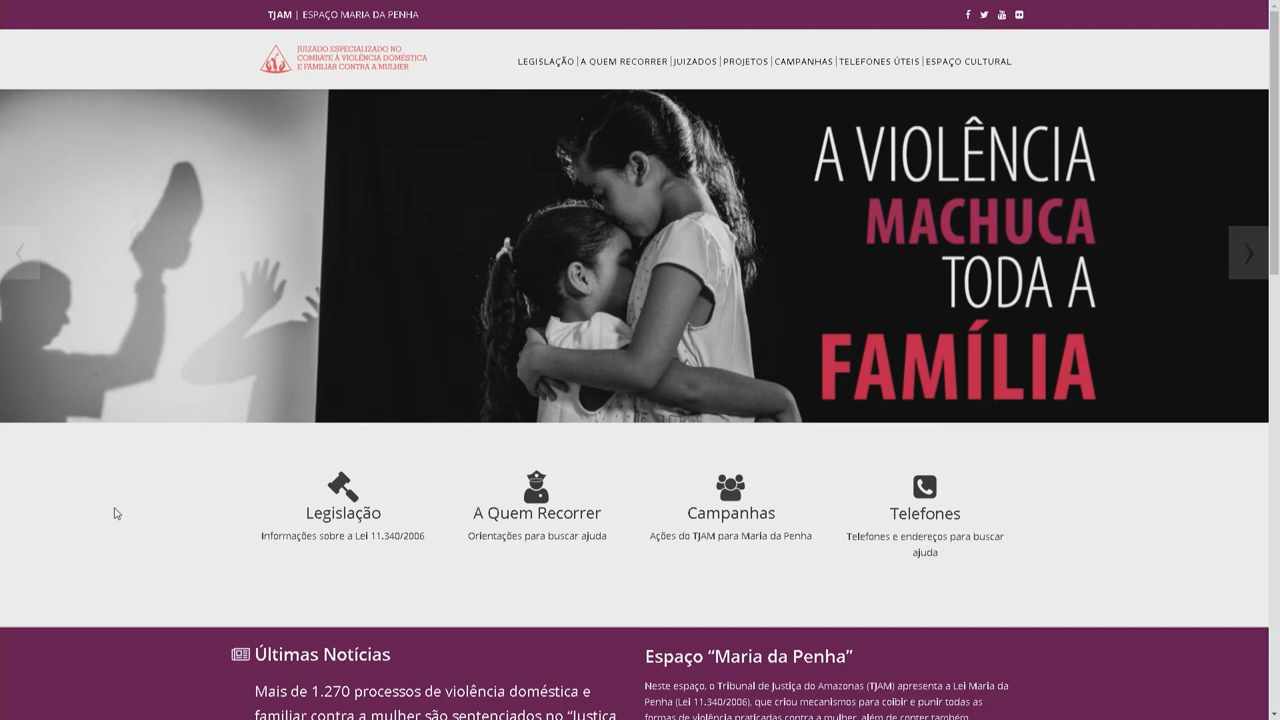 TJAM | ESPAÇO MARIA DA PENHA
JUIZADO ESPECIALIZADO NO
COMBATE À VIOLÊNCIA DOMÉSTICA
E FAMILIAR CONTRA A MULHER
LEGISLAÇÃO | A QUEM RECORRER | JUIZADOS | PROJETOS | CAMPANHAS | TELEFONES ÚTEIS | ESPAÇO CULTURAL
A VIOLÊNCIA
MACHUCA
TODA A
FAMÍLIA
Legislação
Informações sobre a Lei 11.340/2006
A Quem Recorrer
Orientações para buscar ajuda
Campanhas
Ações do TJAM para Maria da Penha
Telefones
Telefones e endereços para buscar
ajuda
Últimas Notícias
Mais de 1.270 processos de violência doméstica e
familiar contra a mulher são sentenciados no “Justiça
Espaço “Maria da Penha”
Neste espaço, o Tribunal de Justiça do Amazonas (TJAM) apresenta a Lei Maria da
Penha (Lei 11.340/2006), que criou mecanismos para coibir e punir todas as
formas de violência praticadas contra a mulher, além de conter também